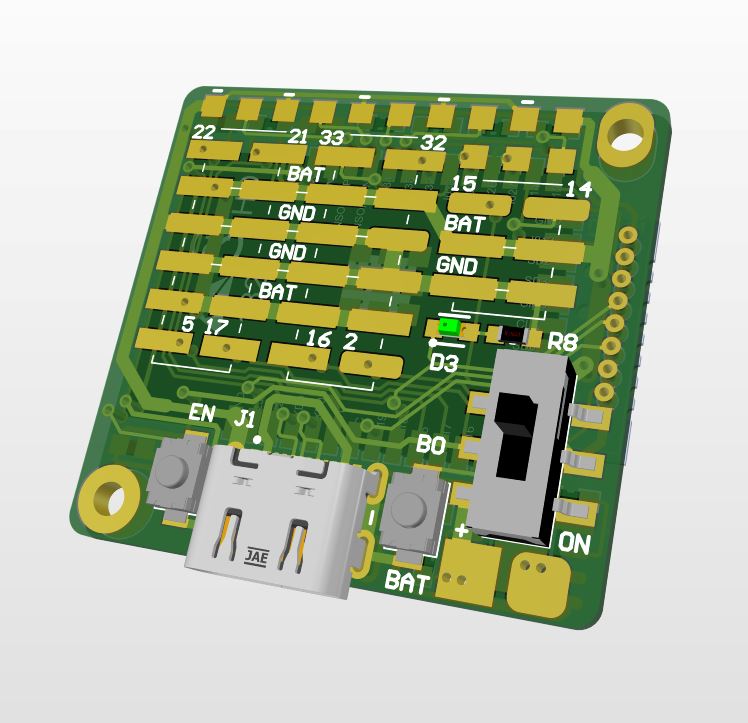 22 21 33 32
BAT
15 14
GND
BAT
GND
GND
BAT
5 17 16 2
R8
D3
EN
J1
BO
+
ON
JAE
BAT